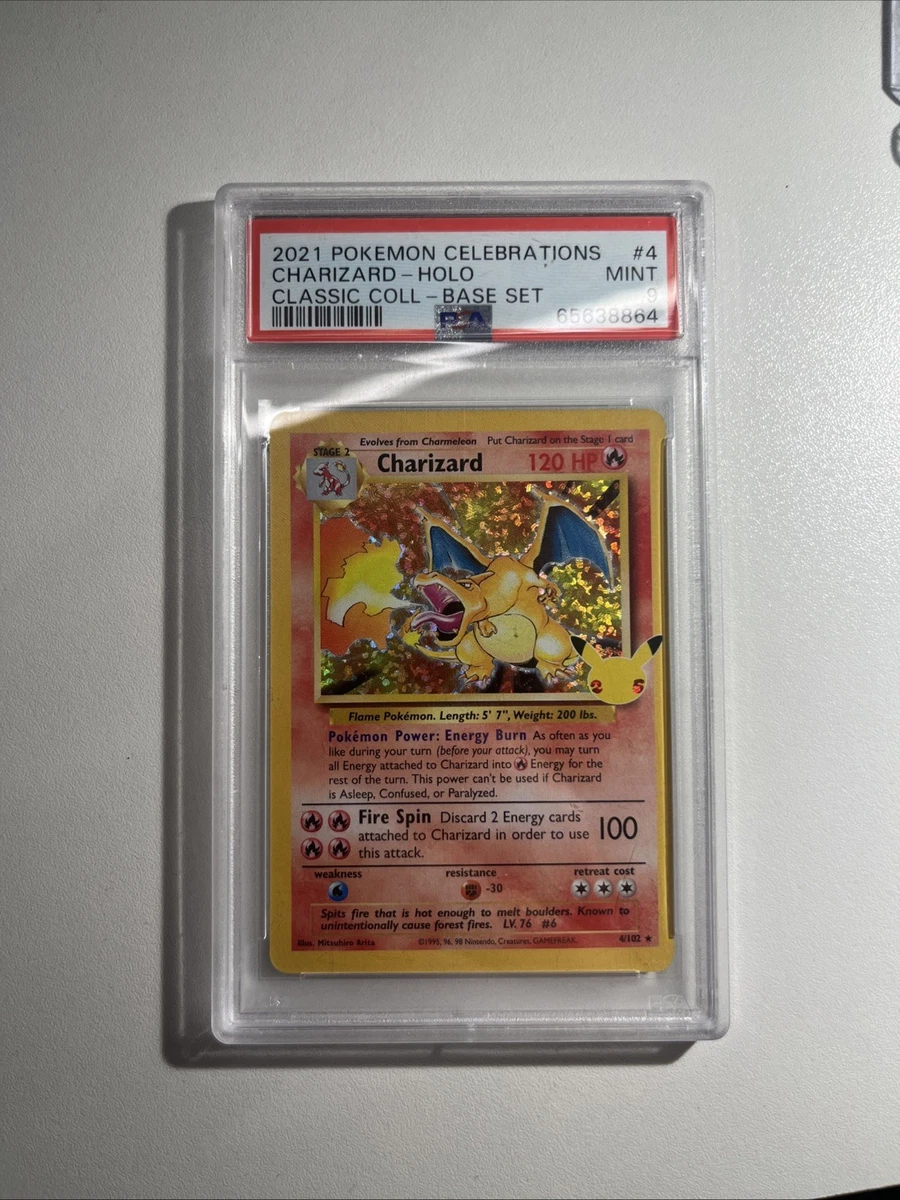 2021 POKEMON CELEBRATIONS #4
CHARIZARD - HOLO MINT
CLASSIC COLL - BASE SET 9
PSA 65638864
Evolves from Charmeleon Put Charizard on the Stage 1 card
STAGE 2
Charizard 120 HP
25
Flame Pokémon. Length: 5' 7", Weight: 200 lbs.
Pokémon Power: Energy Burn As often as you
like during your turn (before your attack), you may turn
all Energy attached to Charizard into Energy for the
rest of the turn. This power can't be used if Charizard
is Asleep, Confused, or Paralyzed.
Fire Spin Discard 2 Energy cards
attached to Charizard in order to use 100
this attack.
weakness resistance retreat cost
-30
Spits fire that is hot enough to melt boulders. Known to
unintentionally cause forest fires. LV. 76 #6
Illus. Mitsuhiro Arita ©1995, 96, 98 Nintendo, Creatures, GAMEFREAK. 4/102 ★